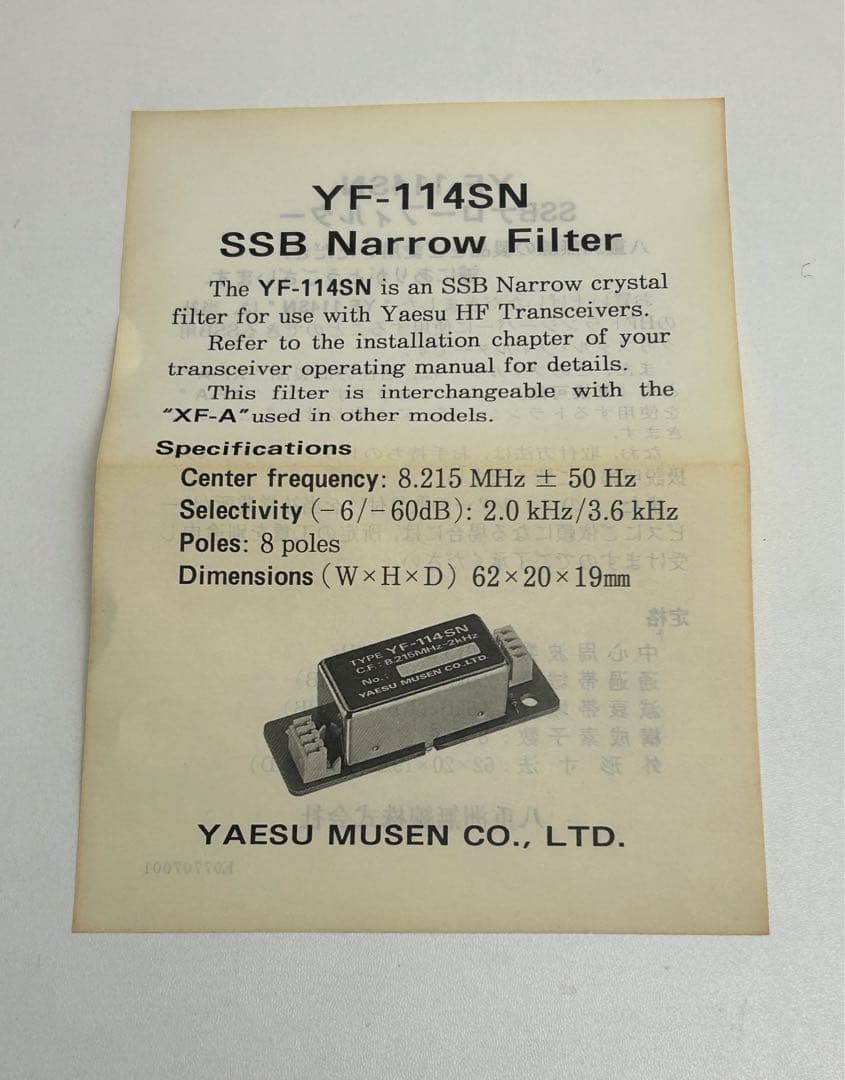 YF-114SN
SSB Narrow Filter
The YF-114SN is an SSB Narrow crystal
filter for use with Yaesu HF Transceivers.
Refer to the installation chapter of your
transceiver operating manual for details.
This filter is interchangeable with the
"XF-A" used in other models.
Specifications
Center frequency: 8.215 MHz ± 50 Hz
Selectivity (−6/−60dB): 2.0 kHz/3.6 kHz
Poles: 8 poles
Dimensions (W×H×D) 62×20×19mm
TYPE YF-114SN
C.F.: 8.215MHz-2kHz
No.:
YAESU MUSEN CO.,LTD.
YAESU MUSEN CO., LTD.